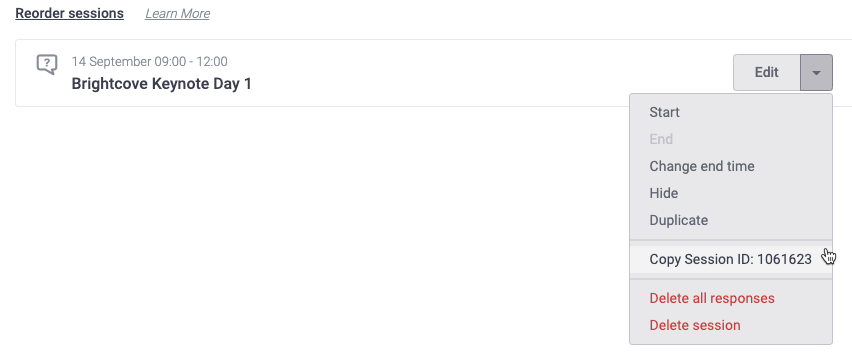 Reorder sessions Learn More
14 September 09:00 - 12:00
Brightcove Keynote Day 1
Edit
Start
End
Change end time
Hide
Duplicate
Copy Session ID: 1061623
Delete all responses
Delete session